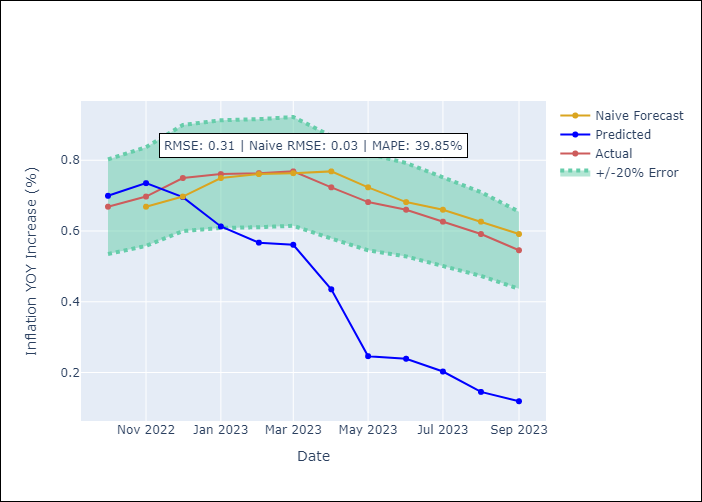 RMSE: 0.31 | Naive RMSE: 0.03 | MAPE: 39.85%
Naive Forecast
Predicted
Actual
+/-20% Error
Inflation YOY Increase (%)
0.8
0.6
0.4
0.2
Nov 2022
Jan 2023
Mar 2023
May 2023
Jul 2023
Sep 2023
Date